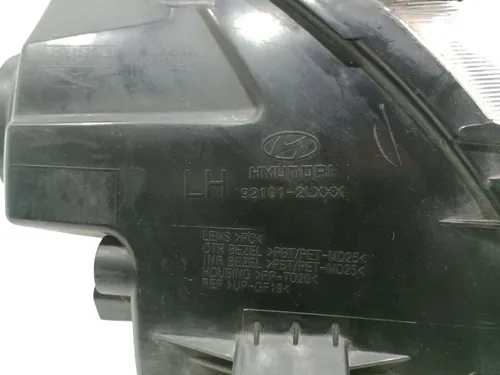 HYUNDAI
LH 92101-2LXXX
LENS >PC<
OTR BEZEL >PBT/PET-MD25<
INR BEZEL >PBT/PET-MD25<
HOUSING >PP-TD20<
REF >UP-GF19<